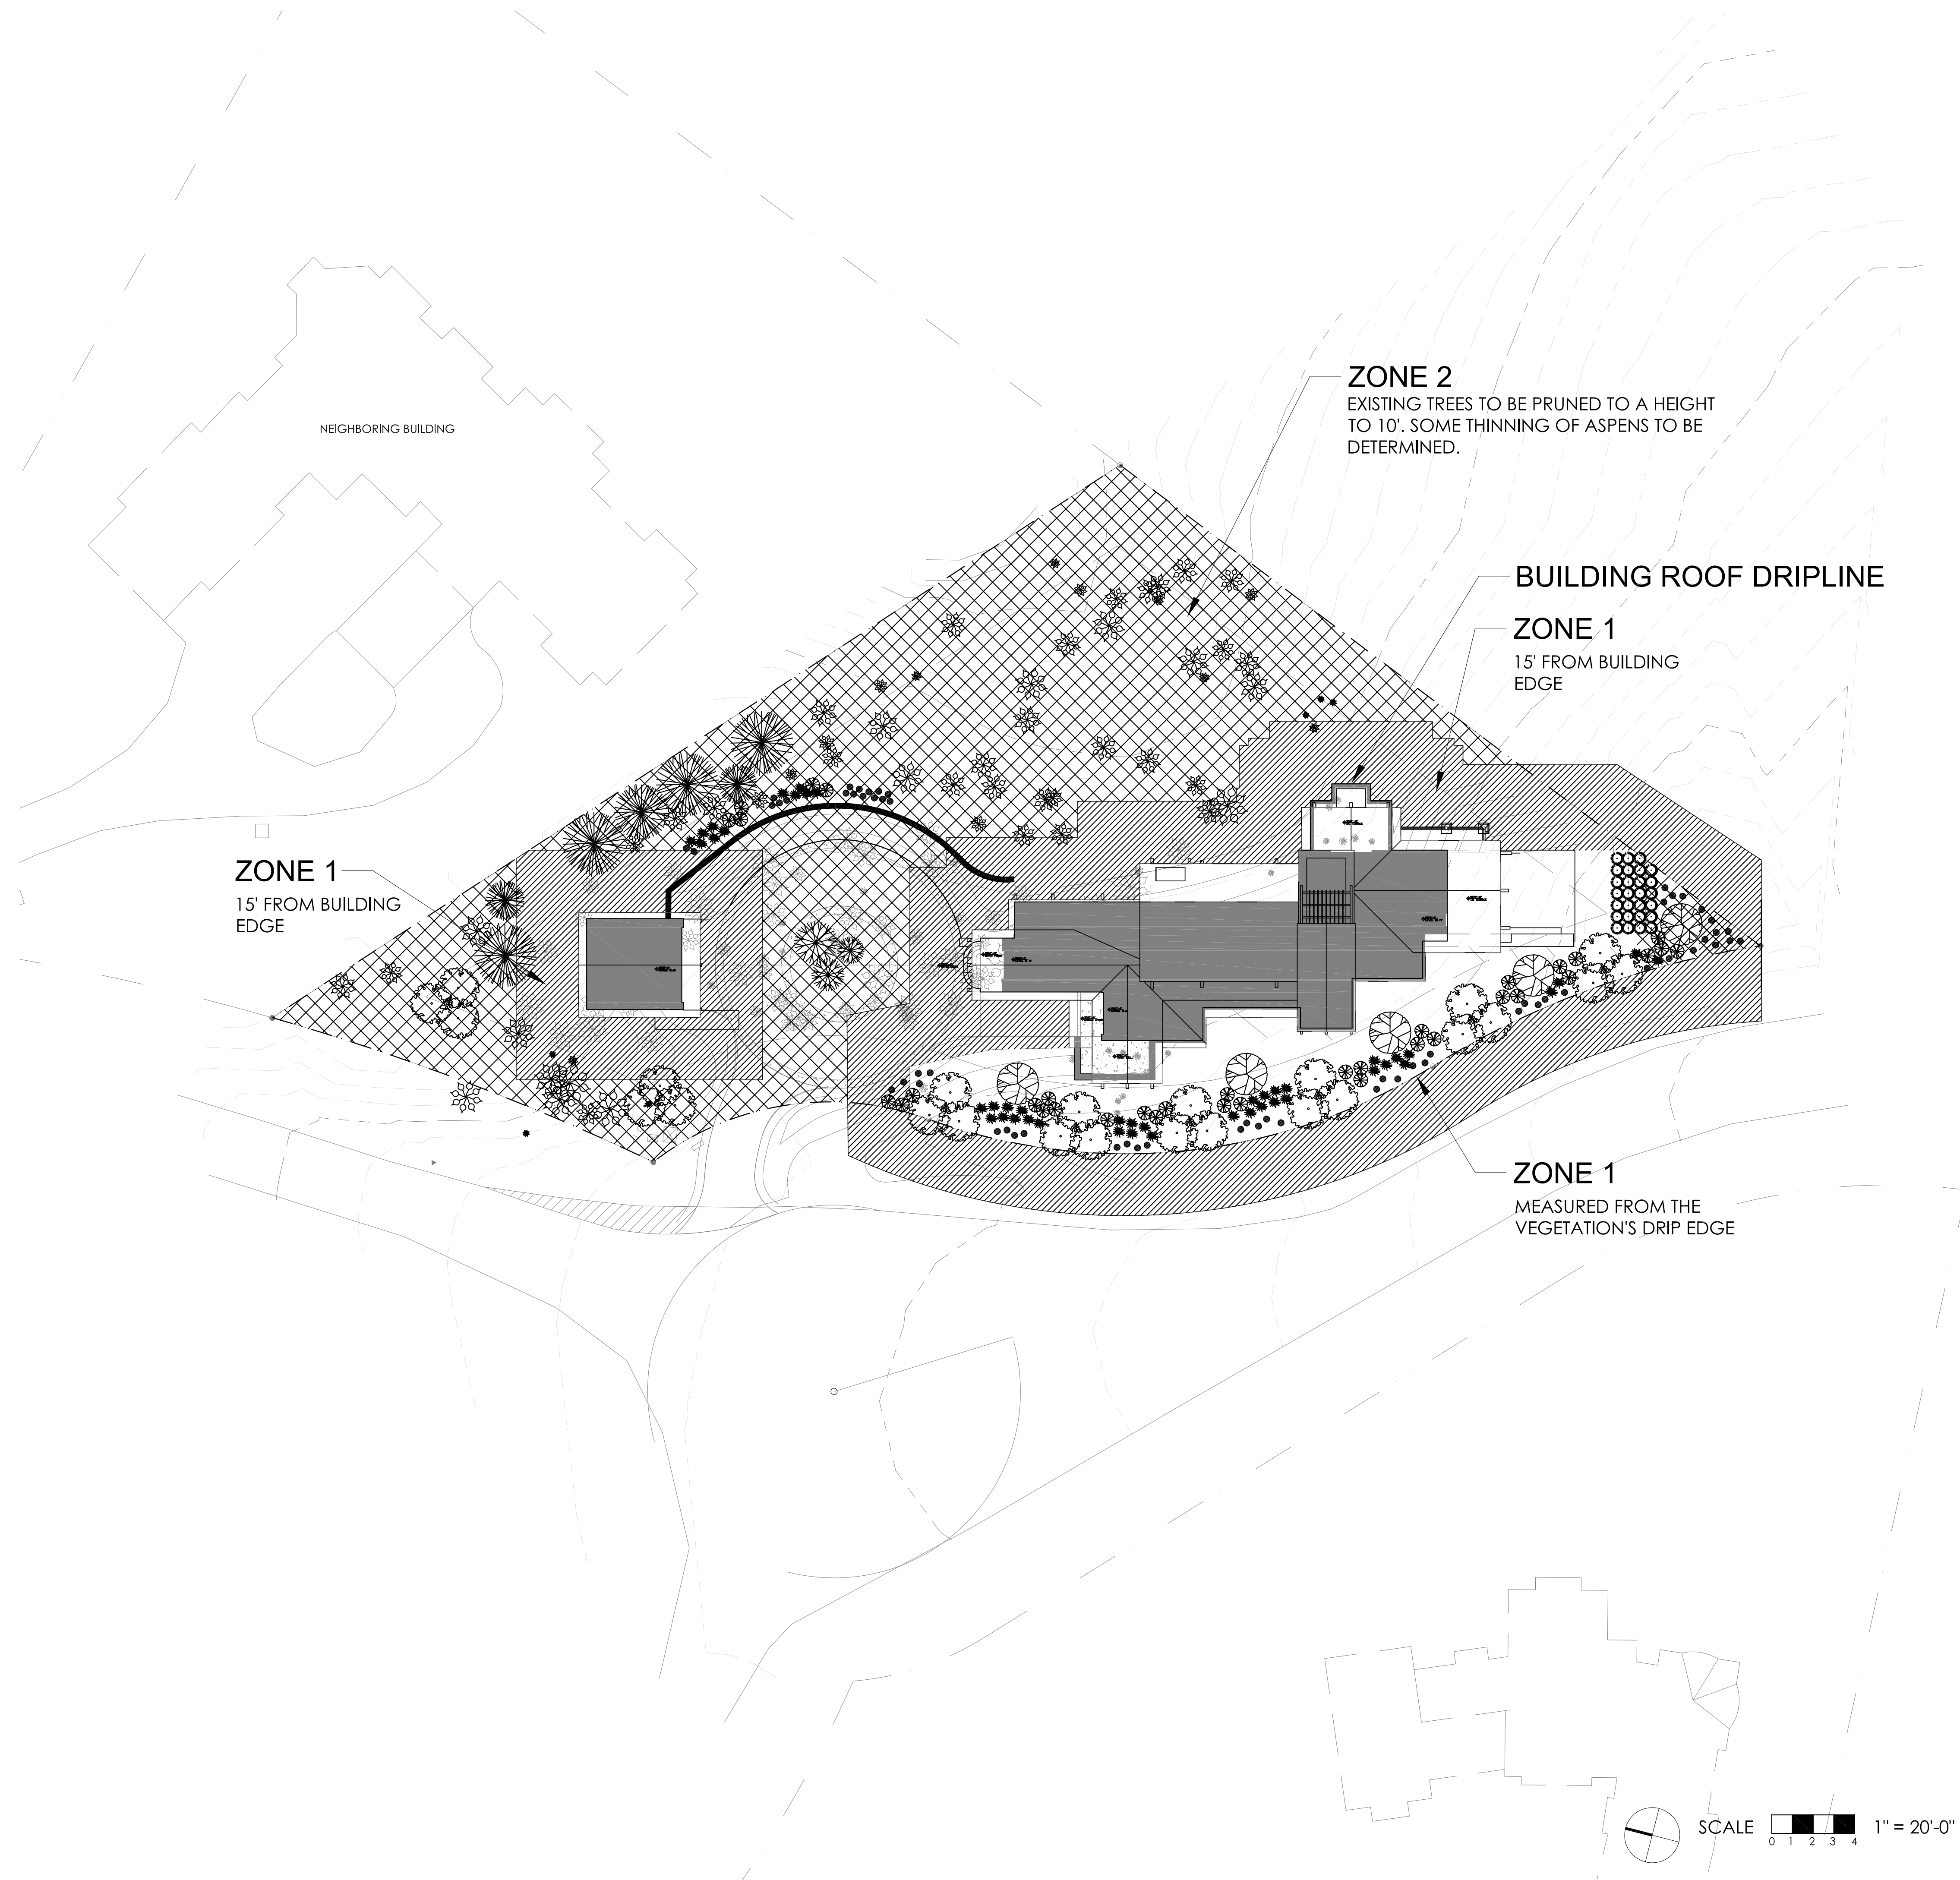 NEIGHBORING BUILDING
ZONE 2
EXISTING TREES TO BE PRUNED TO A HEIGHT
TO 10'. SOME THINNING OF ASPENS TO BE
DETERMINED.
BUILDING ROOF DRIPLINE
ZONE 1
15' FROM BUILDING
EDGE
ZONE 1
15' FROM BUILDING
EDGE
ZONE 1
MEASURED FROM THE
VEGETATION'S DRIP EDGE
SCALE
0 1 2 3 4
1" = 20'-0"